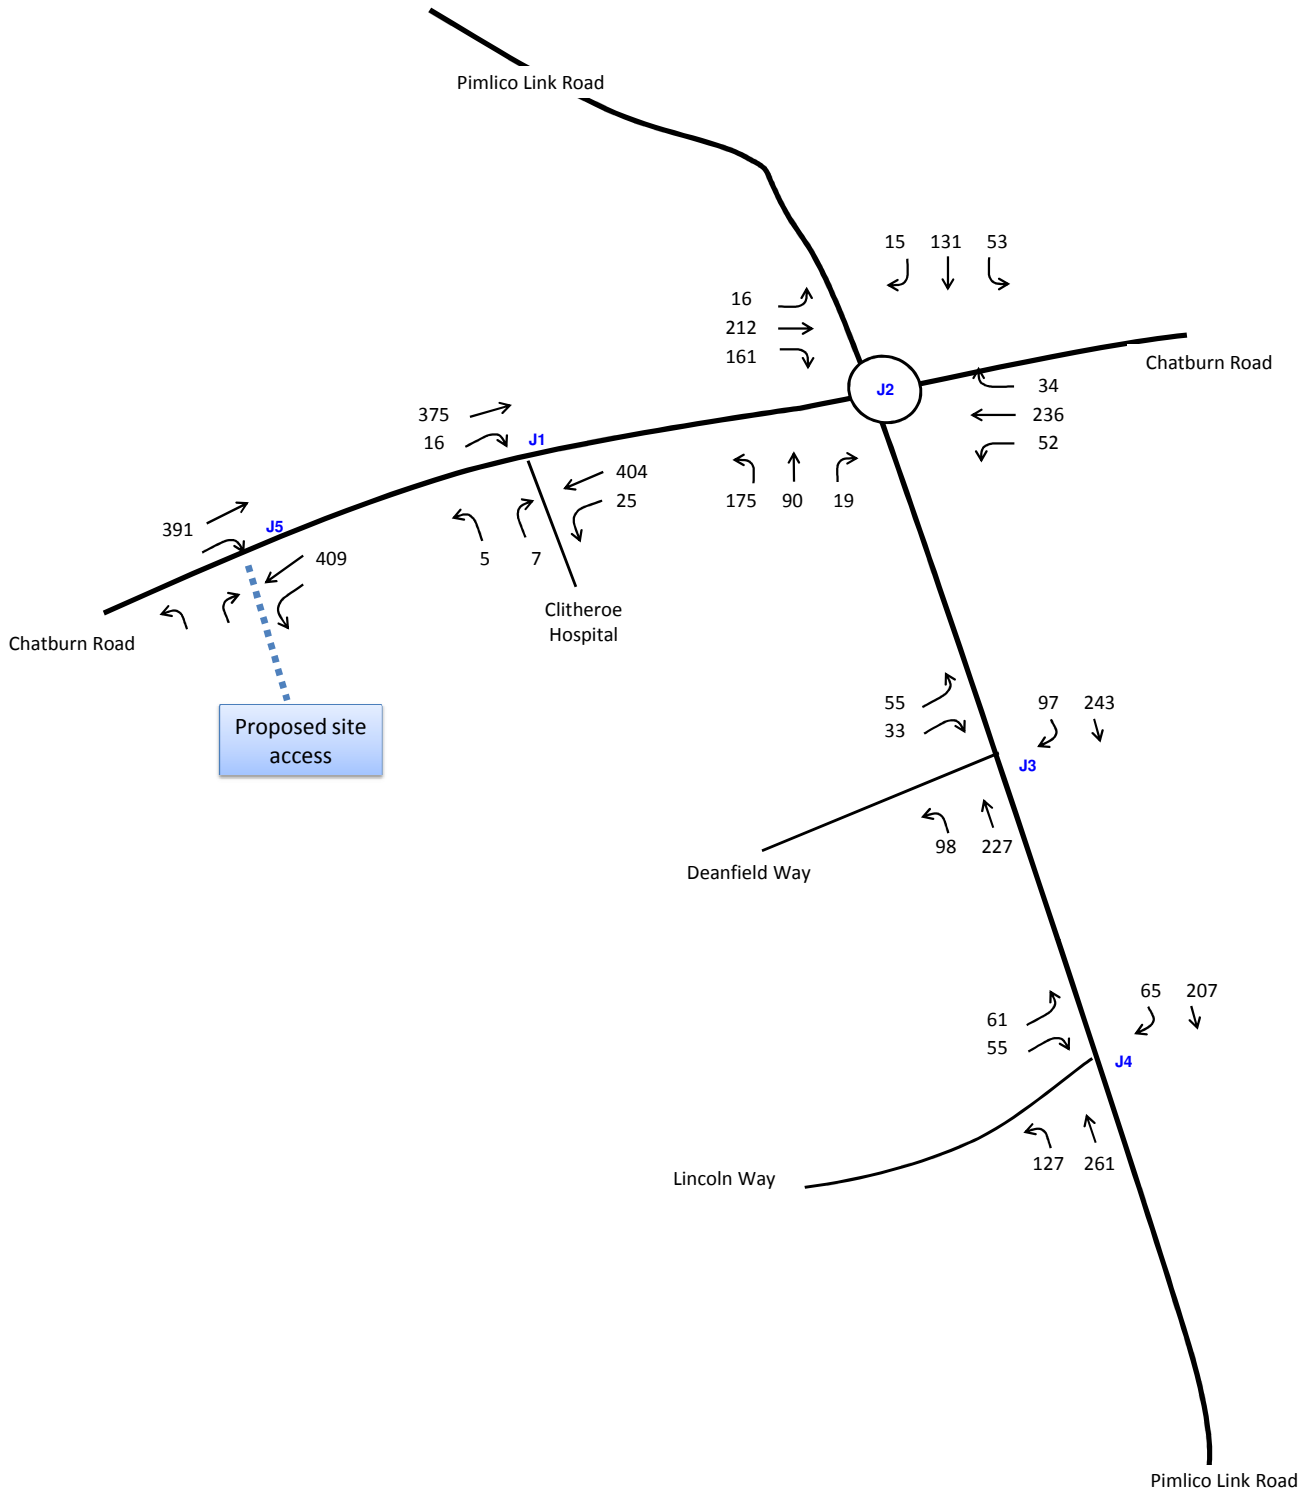 Pimlico Link Road
15 131 53
16
212
161
Chatburn Road
J2
34
236
52
375
16
J1
404
25
175 90 19
391
J5
409
5 7
Clitheroe
Hospital
Chatburn Road
55
33
97 243
Proposed site
access
J3
98 227
Deanfield Way
61
55
65 207
J4
127 261
Lincoln Way
Pimlico Link Road